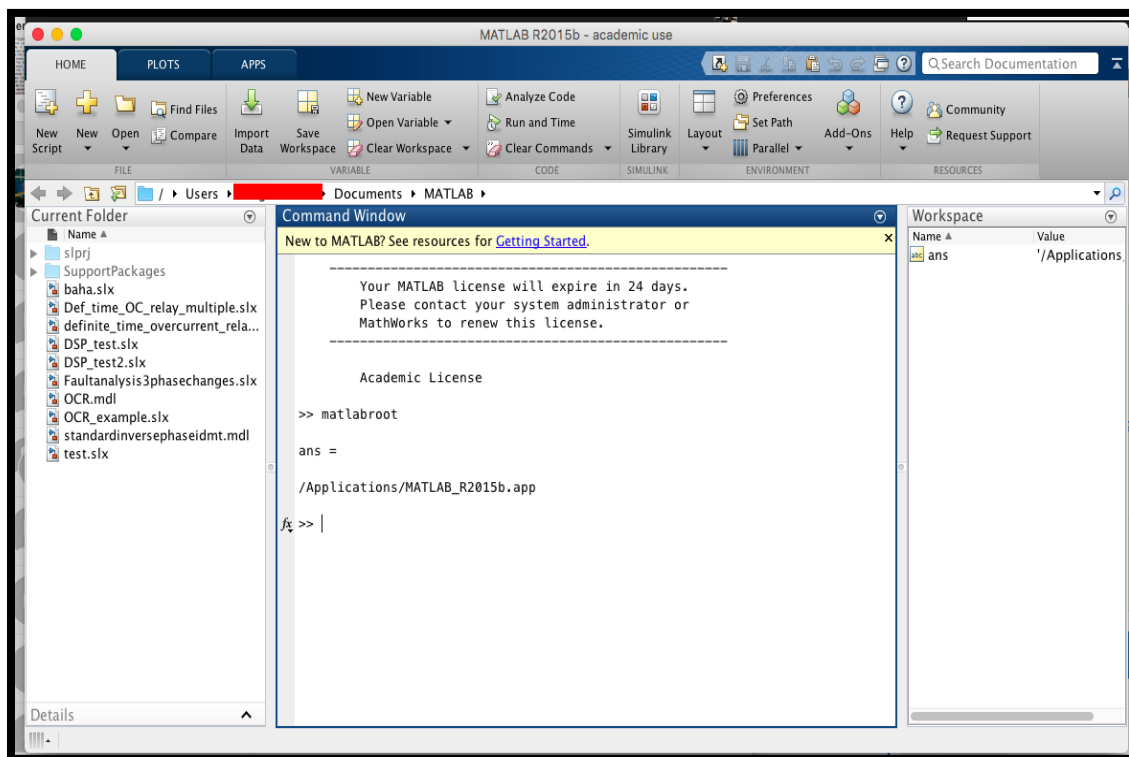 MATLAB R2015b - academic use
HOME PLOTS APPS
Search Documentation
New Script
New
Open
Find Files
Compare
Import Data
Save Workspace
New Variable
Open Variable
Clear Workspace
Analyze Code
Run and Time
Clear Commands
Simulink Library
Layout
Preferences
Set Path
Parallel
Add-Ons
Help
Community
Request Support
FILE VARIABLE CODE SIMULINK ENVIRONMENT RESOURCES
/ Users Documents MATLAB
Current Folder
Name
slprj
SupportPackages
baha.slx
Def_time_OC_relay_multiple.slx
definite_time_overcurrent_rela...
DSP_test.slx
DSP_test2.slx
Faultanalysis3phasechanges.slx
OCR.mdl
OCR_example.slx
standardinversephaseidmt.mdl
test.slx
Details
Command Window
New to MATLAB? See resources for Getting Started. x
Your MATLAB license will expire in 24 days.
Please contact your system administrator or
MathWorks to renew this license.
Academic License
>> matlabroot
ans =
/Applications/MATLAB_R2015b.app
fx >>
Workspace
Name Value
abc ans '/Applications